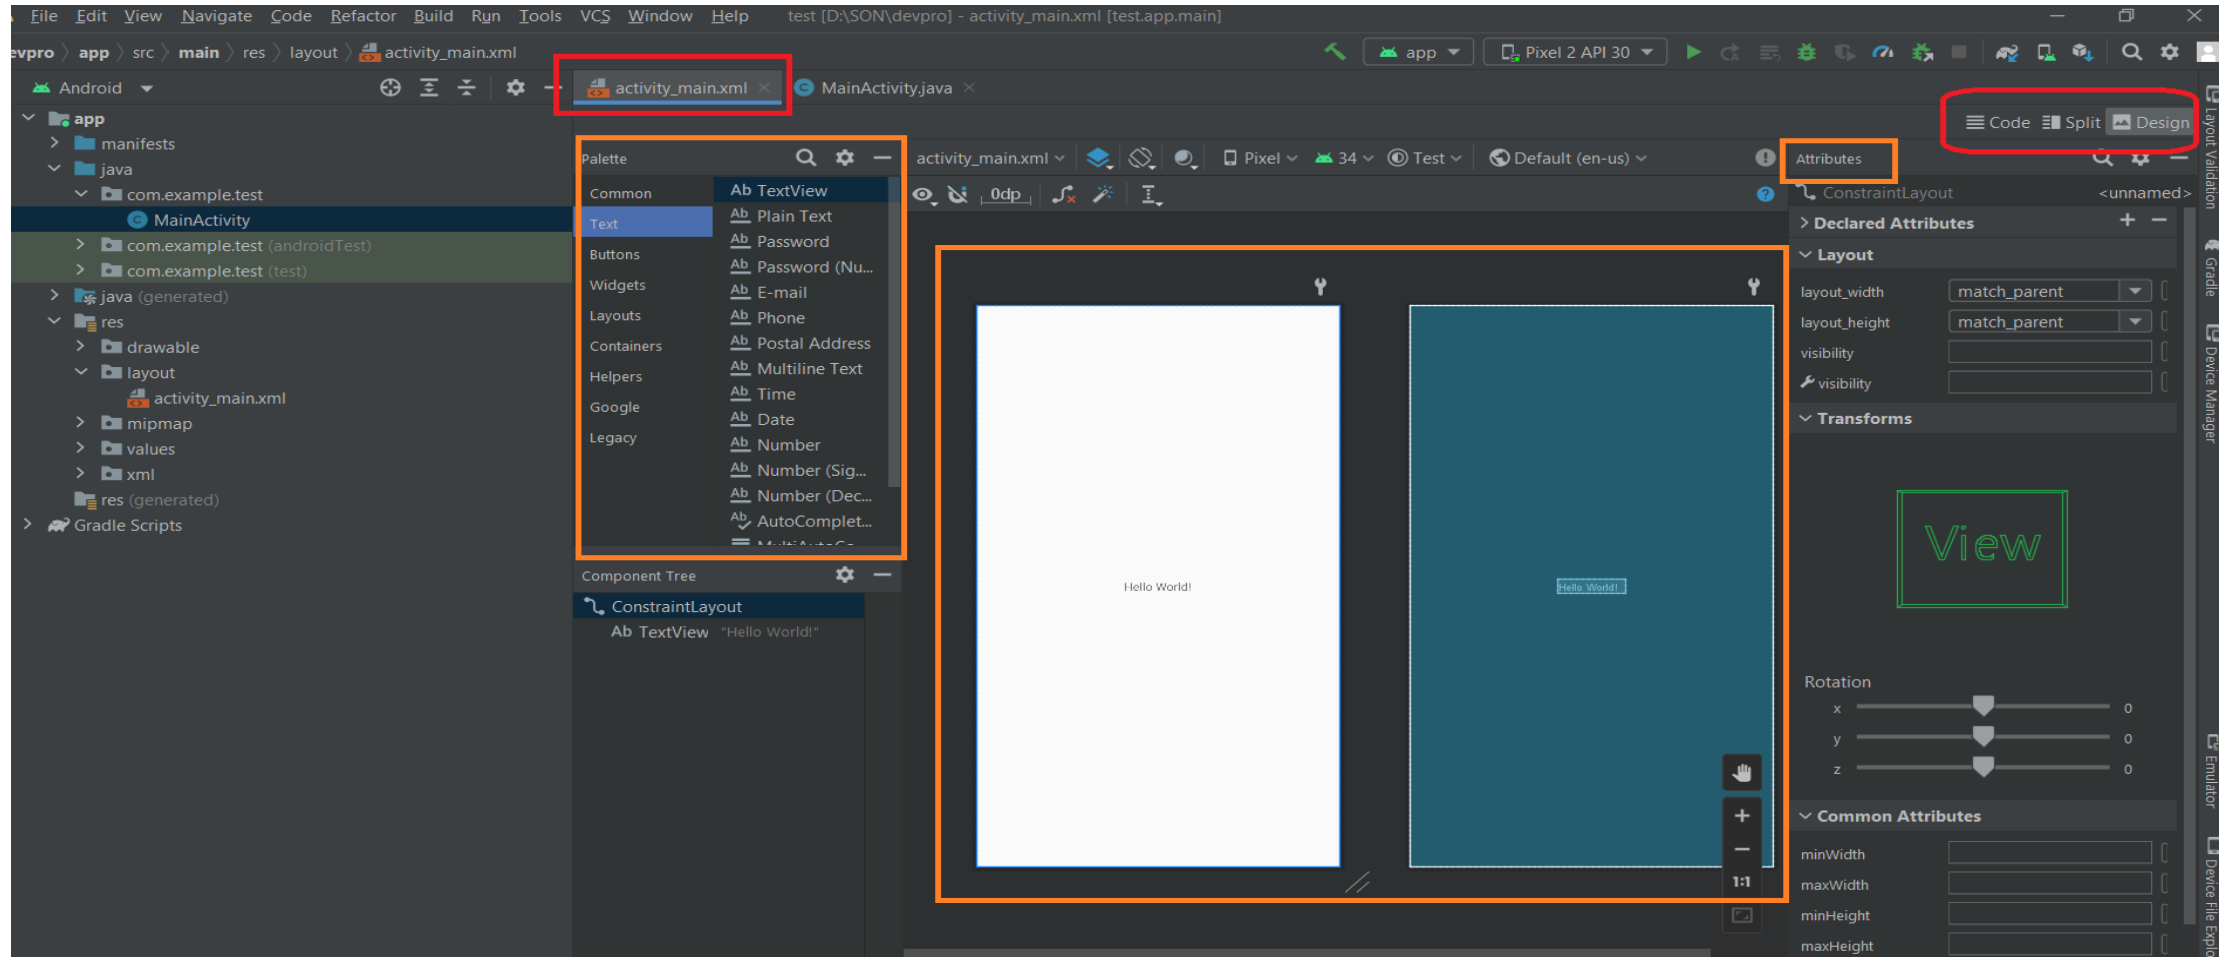 File Edit View Navigate Code Refactor Build Run Tools VCS Window Help test [D:\SON\devpro] - activity_main.xml [test.app.main]
evpro app src main res layout activity_main.xml
app Pixel 2 API 30
Android
activity_main.xml MainActivity.java
Code Split Design
app
manifests
java
com.example.test
MainActivity
com.example.test (androidTest)
com.example.test (test)
java (generated)
res
drawable
layout
activity_main.xml
mipmap
values
xml
res (generated)
Gradle Scripts
Palette
Common
Text
Buttons
Widgets
Layouts
Containers
Helpers
Google
Legacy
Ab TextView
Ab Plain Text
Ab Password
Ab Password (Nu...
Ab E-mail
Ab Phone
Ab Postal Address
Ab Multiline Text
Ab Time
Ab Date
Ab Number
Ab Number (Sig...
Ab Number (Dec...
Ab AutoComplet...
Component Tree
ConstraintLayout
Ab TextView "Hello World!"
activity_main.xml Pixel 34 Test Default (en-us)
0dp
Hello World!
Hello World!
1:1
Attributes
ConstraintLayout <unnamed>
Declared Attributes
Layout
layout_width match_parent
layout_height match_parent
visibility
visibility
Transforms
View
Rotation
x 0
y 0
z 0
Common Attributes
minWidth
maxWidth
minHeight
maxHeight
Layout Validation
Gradle
Device Manager
Emulator
Device File Explo